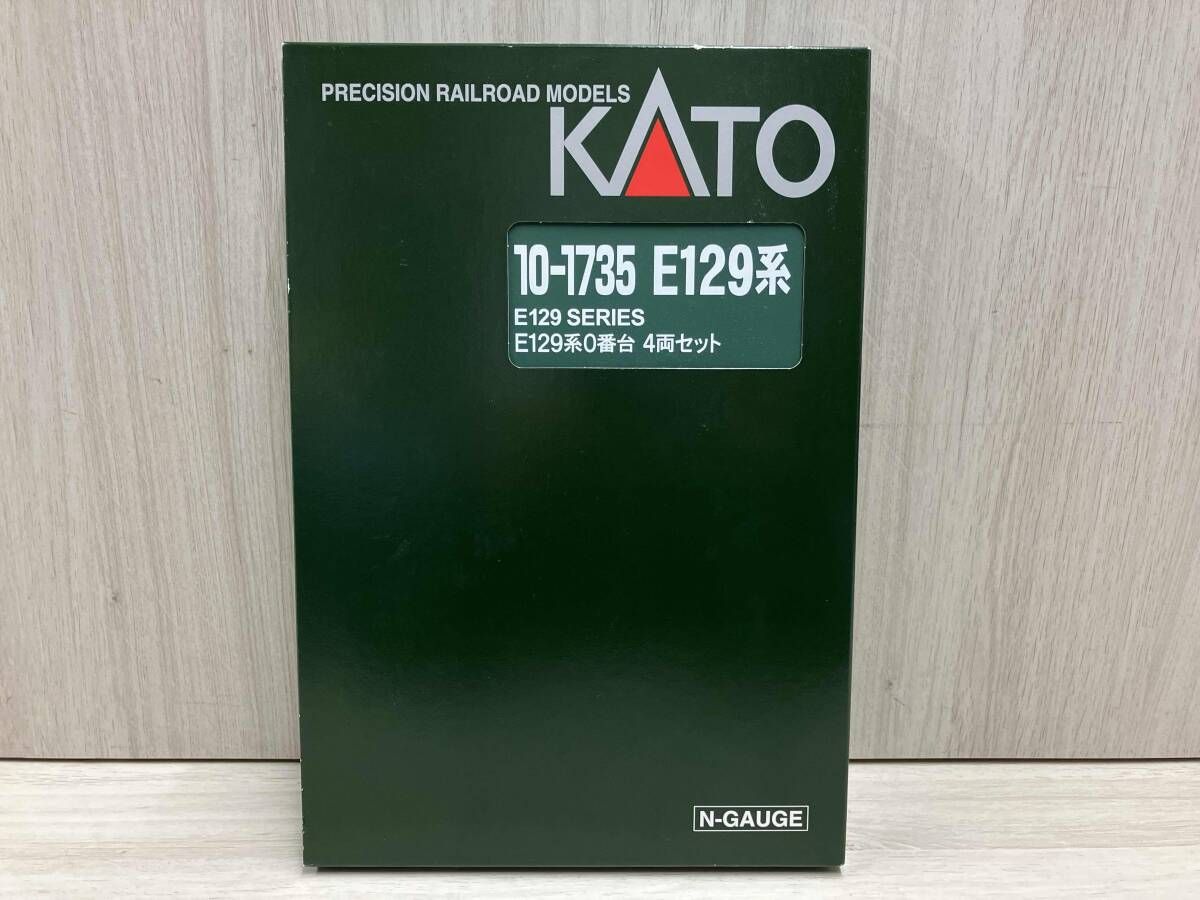 PRECISION RAILROAD MODELS
KATO
10-1735 E129系
E129 SERIES
E129系0番台 4両セット
N-GAUGE